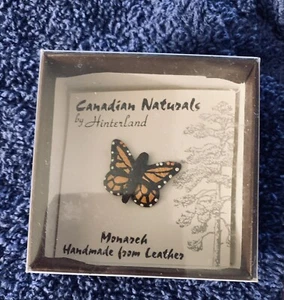 Canadian Naturals
by Hinterland
Monarch
Handmade from Leather